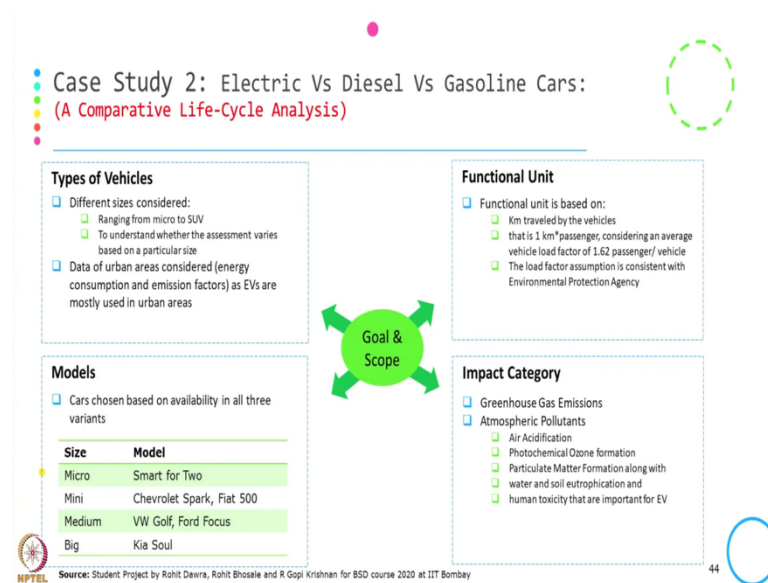 Case Study 2: Electric Vs Diesel Vs Gasoline Cars:
(A Comparative Life-Cycle Analysis)
Types of Vehicles
Different sizes considered:
Ranging from micro to SUV
To understand whether the assessment varies
based on a particular size
Data of urban areas considered (energy
consumption and emission factors) as EVs are
mostly used in urban areas
Functional Unit
Functional unit is based on:
Km traveled by the vehicles
that is 1 km*passenger, considering an average
vehicle load factor of 1.62 passenger/ vehicle
The load factor assumption is consistent with
Environmental Protection Agency
Goal &
Scope
Models
Cars chosen based on availability in all three
variants
Size Model
Micro Smart for Two
Mini Chevrolet Spark, Fiat 500
Medium VW Golf, Ford Focus
Big Kia Soul
Impact Category
Greenhouse Gas Emissions
Atmospheric Pollutants
Air Acidification
Photochemical Ozone formation
Particulate Matter Formation along with
water and soil eutrophication and
human toxicity that are important for EV
NPTEL
Source: Student Project by Rohit Dawra, Rohit Bhosale and R Gopi Krishnan for BSD course 2020 at IIT Bombay
44